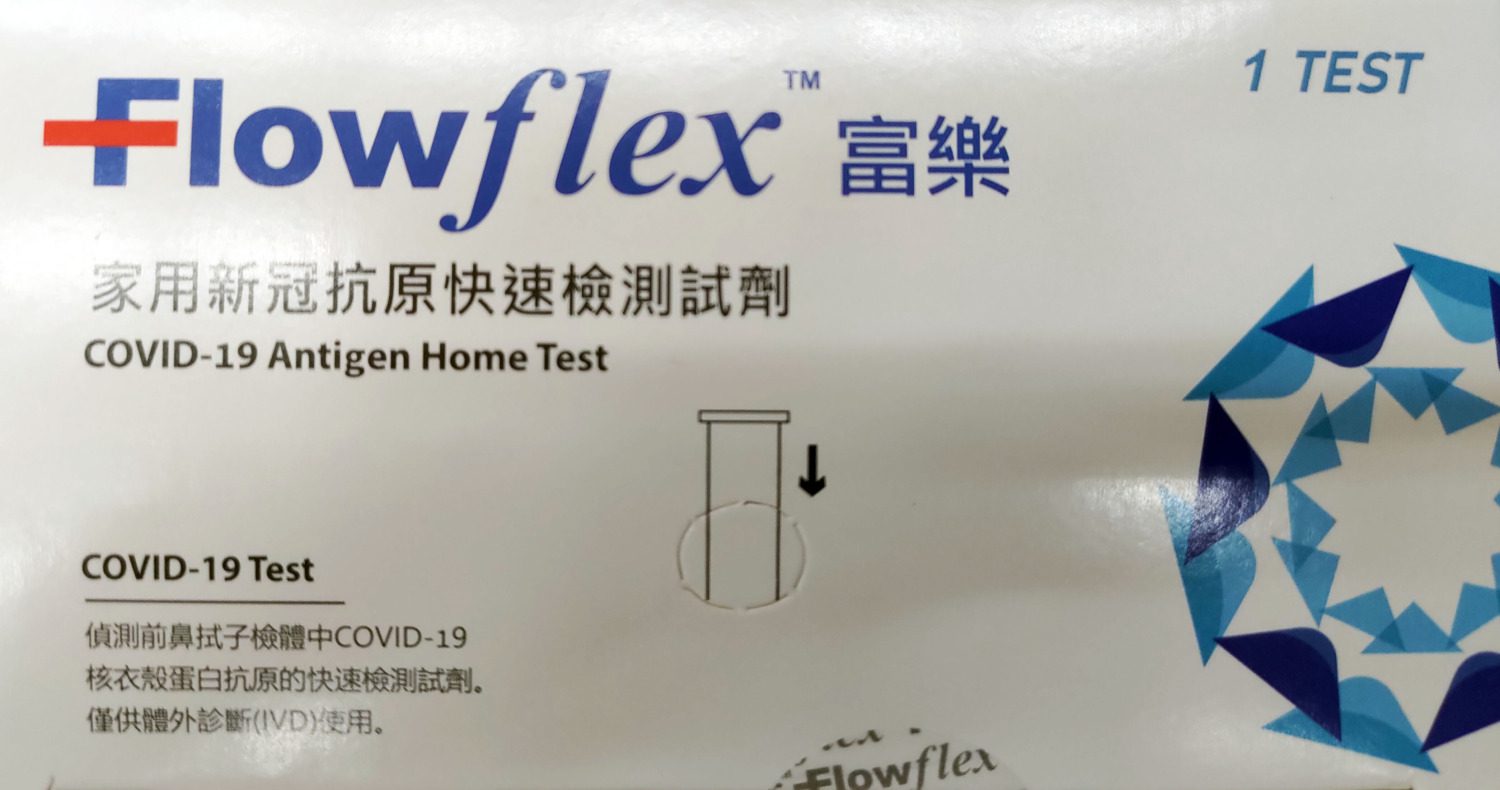 Flowflex™ 富樂
1 TEST
家用新冠抗原快速檢測試劑
COVID-19 Antigen Home Test
COVID-19 Test
偵測前鼻拭子檢體中COVID-19
核衣殼蛋白抗原的快速檢測試劑。
僅供體外診斷(IVD)使用。
Flowflex